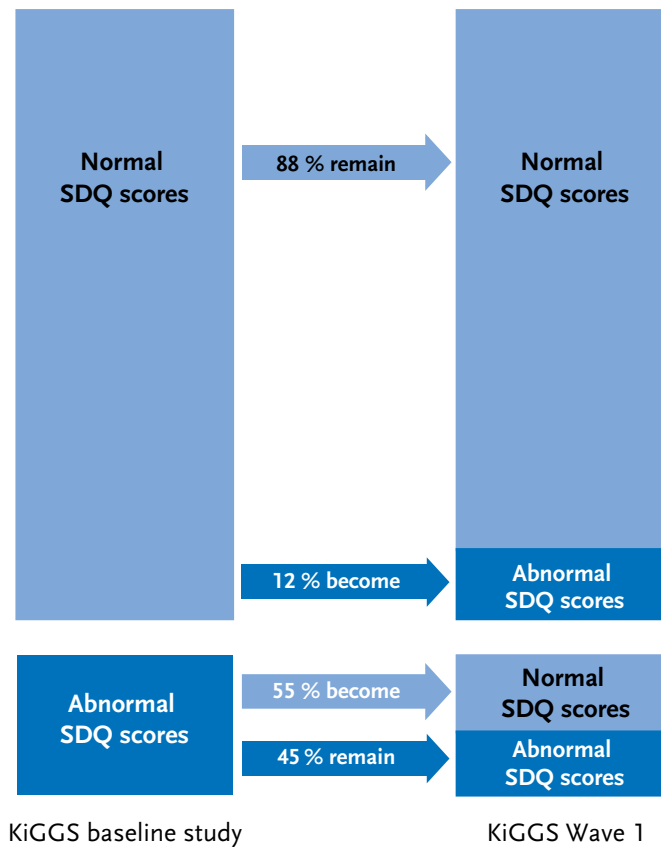 Normal
SDQ scores
88 % remain
Normal
SDQ scores
12 % become
Abnormal
SDQ scores
Abnormal
SDQ scores
55 % become
45 % remain
Normal
SDQ scores
Abnormal
SDQ scores
KiGGS baseline study
KiGGS Wave 1